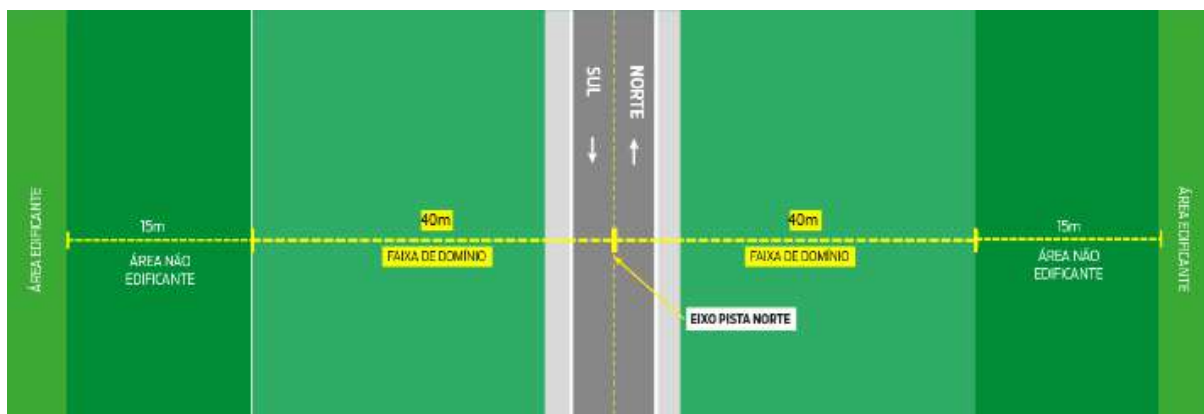 ÁREA EDIFICANTE
15m
ÁREA NÃO
EDIFICANTE
40m
FAIXA DE DOMÍNIO
SUL
NORTE
EIXO PISTA NORTE
40m
FAIXA DE DOMÍNIO
15m
ÁREA NÃO
EDIFICANTE
ÁREA EDIFICANTE